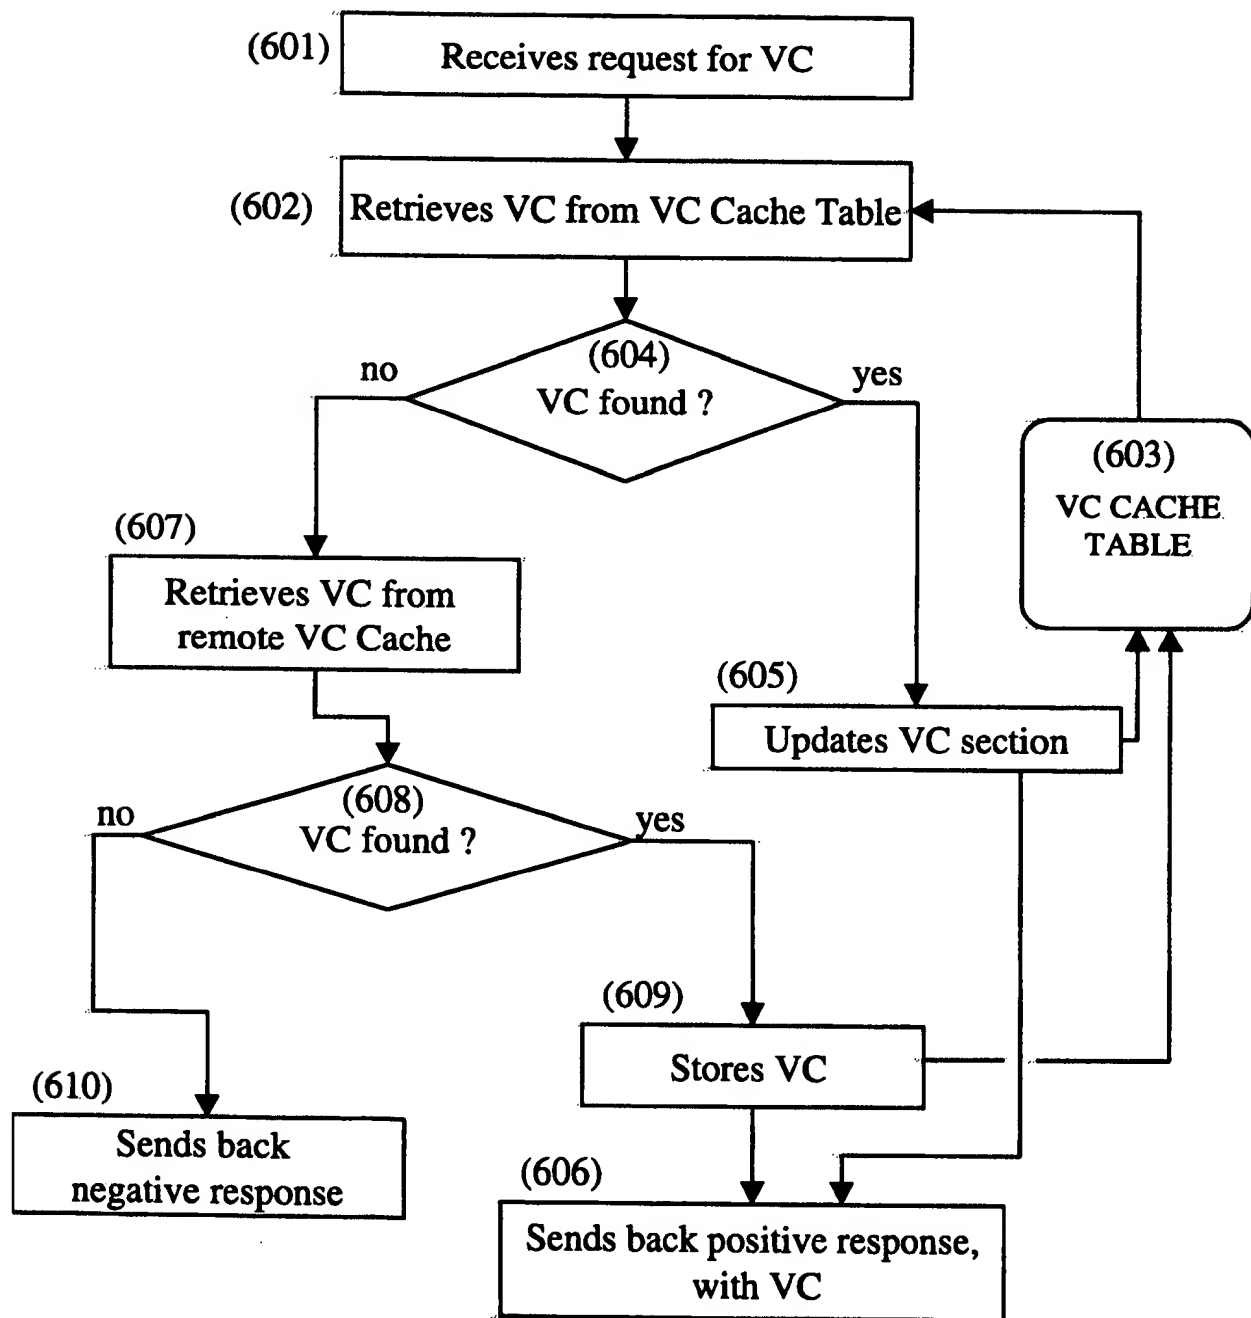 (601)
Receives request for VC
(602)
Retrieves VC from VC Cache Table
(604)
VC found ?
no
yes
(603)
VC CACHE
TABLE
(607)
Retrieves VC from
remote VC Cache
(605)
Updates VC section
(608)
VC found ?
no
yes
(609)
Stores VC
(610)
Sends back
negative response
(606)
Sends back positive response,
with VC